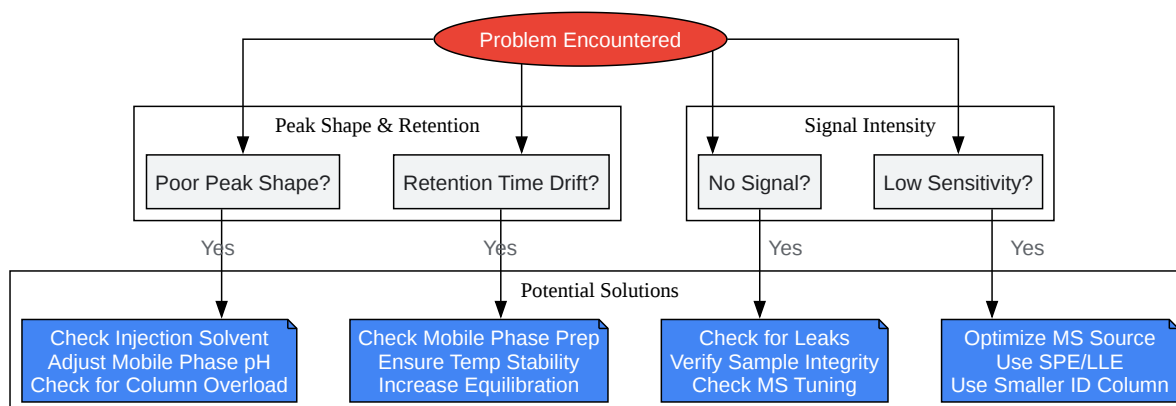 Problem Encountered
Peak Shape & Retention
Signal Intensity
Poor Peak Shape?
Retention Time Drift?
No Signal?
Low Sensitivity?
Yes
Yes
Yes
Yes
Potential Solutions
Check Injection Solvent
Adjust Mobile Phase pH
Check for Column Overload
Check Mobile Phase Prep
Ensure Temp Stability
Increase Equilibration
Check for Leaks
Verify Sample Integrity
Check MS Tuning
Optimize MS Source
Use SPE/LLE
Use Smaller ID Column